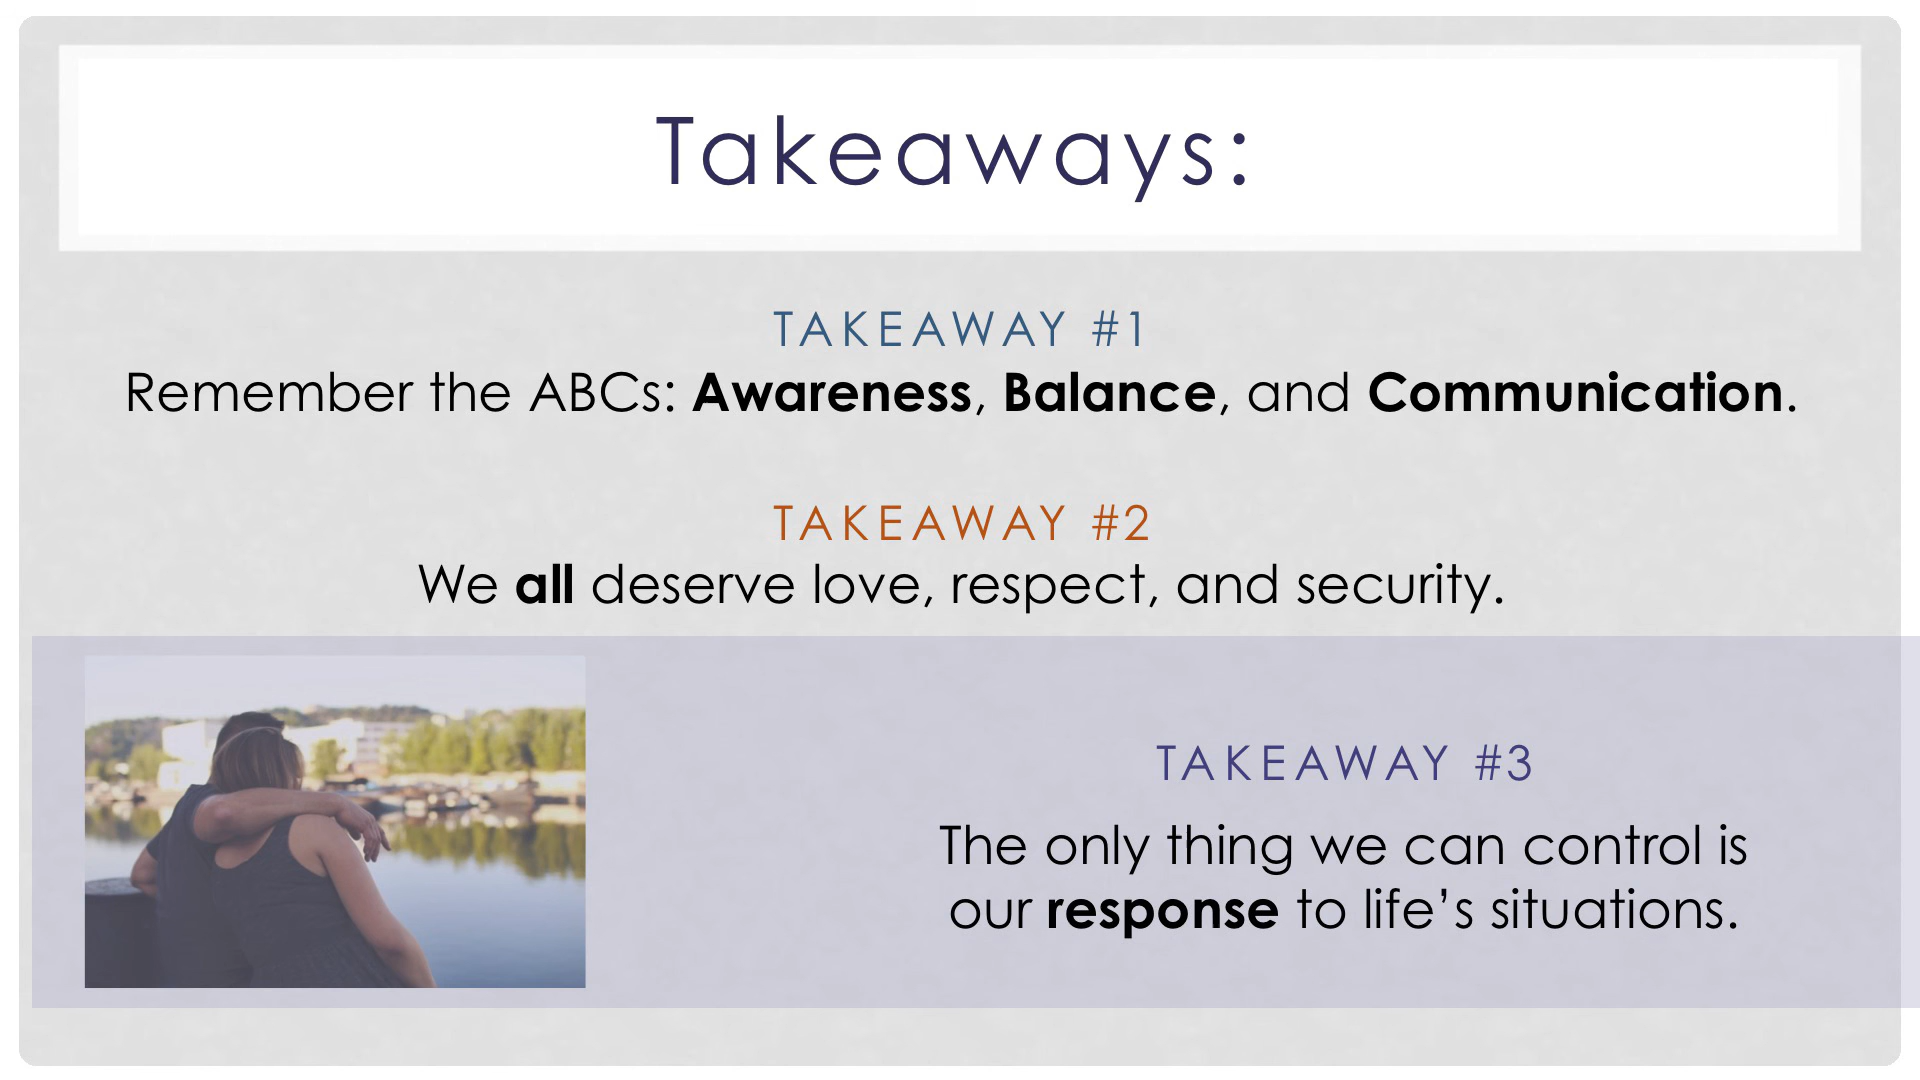 Takeaways:
TAKEAWAY #1
Remember the ABCs: Awareness, Balance, and Communication.
TAKEAWAY #2
We all deserve love, respect, and security.
TAKEAWAY #3
The only thing we can control is
our response to life’s situations.